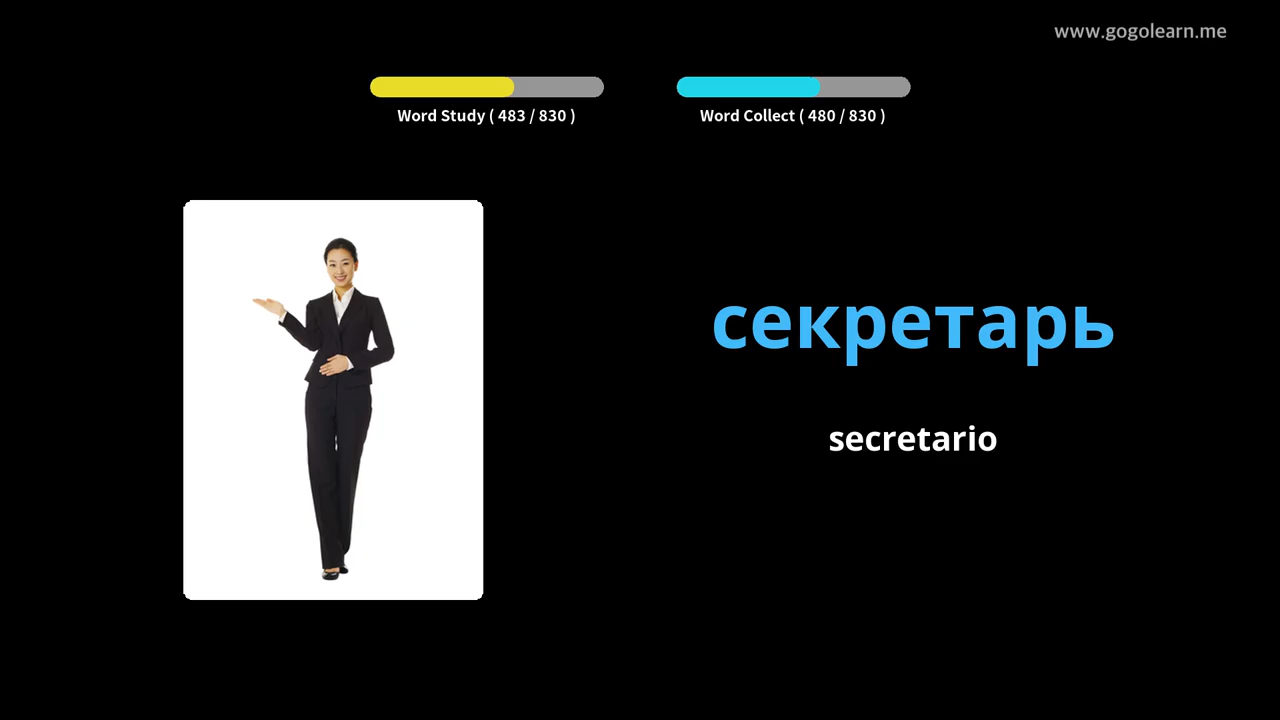 www.gogolearn.me
Word Study ( 483 / 830 )
Word Collect ( 480 / 830 )
секретарь
secretario